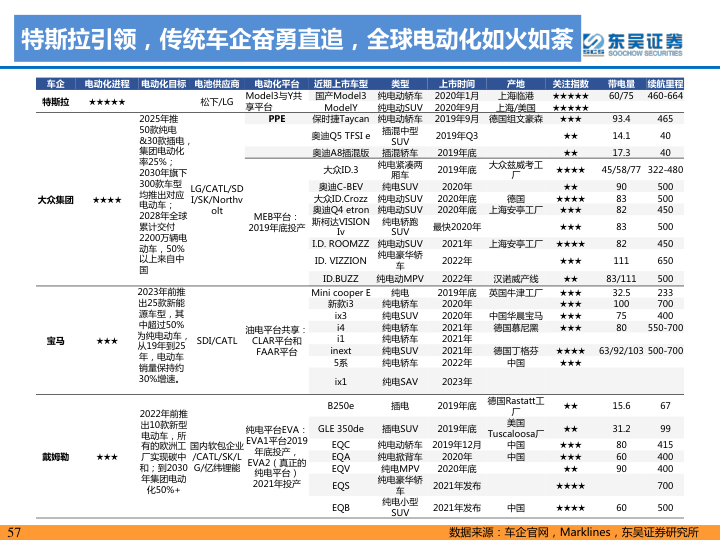 特斯拉引领，传统车企奋勇直追，全球电动化如火如荼
东吴证券
SCS
SOOCHOW SECURITIES
车企 电动化进程 电动化目标 电池供应商 电动化平台 近期上市车型 类型 上市时间 产地 关注指数 带电量 续航里程
特斯拉 ★★★★★ 松下/LG
Model3与Y共
享平台
国产Model3 纯电动轿车 2020年1月 上海临港 ★★★★★ 60/75 460-664
ModelY 纯电动SUV 2020年9月 上海/美国 ★★★★★
大众集团 ★★★★
2025年推
50款纯电
&30款插电，
集团电动化
率25%；
2030年旗下
300款车型
均推出对应
电动车；
2028年全球
累计交付
2200万辆电
动车，50%
以上来自中
国
LG/CATL/SD
I/SK/Northv
olt
PPE
保时捷Taycan 纯电动轿车 2019年9月 德国祖文豪森 ★★★ 93.4 465
奥迪Q5 TFSI e 插混中型
SUV 2019年Q3 ★★ 14.1 40
奥迪A8插混版 插混轿车 2019年底 ★★ 17.3 40
MEB平台：
2019年底投产
大众ID.3 纯电紧凑两
厢车 2019年底 大众兹威考工
厂 ★★★★ 45/58/77 322-480
奥迪C-BEV 纯电SUV 2020年 ★★ 90 500
大众ID.Crozz 纯电动SUV 2020年底 德国 ★★★★ 83 500
奥迪Q4 etron 纯电动SUV 2020年底 上海安亭工厂 ★★★ 82 450
斯柯达VISION
Iv 纯电轿跑
SUV 最快2020年 ★★★ 83 500
I.D. ROOMZZ 纯电动SUV 2021年 上海安亭工厂 ★★★★ 82 450
ID. VIZZION 纯电豪华轿
车 2022年 ★★★ 111 650
ID.BUZZ 纯电动MPV 2022年 汉诺威产线 ★★ 83/111 500
宝马 ★★★
2023年前推
出25款新能
源车型，其
中超过50%
为纯电动车，
从19年到25
年，电动车
销量保持约
30%增速。
SDI/CATL
油电平台共享：
CLAR平台和
FAAR平台
Mini cooper E 纯电 2019年底 英国牛津工厂 ★★★ 32.5 233
新款i3 纯电轿车 2020年 ★★★ 100 700
ix3 纯电SUV 2020年 中国华晨宝马 ★★★ 75 400
i4 纯电轿车 2021年 德国慕尼黑 ★★★ 80 550-700
i1 纯电轿车 2021年
inext 纯电SUV 2021年 德国丁格芬 ★★★★ 63/92/103 500-700
5系 纯电轿车 2022年 中国 ★★★
ix1 纯电SAV 2023年
戴姆勒 ★★★
2022年前推
出10款新型
电动车，所
有的欧洲工
厂实现碳中
和；到2030
年集团电动
化50%+
国内软包企业
/CATL/SK/L
G/亿纬锂能
纯电平台EVA：
EVA1平台2019
年底投产，
EVA2（真正的
纯电平台）
2021年投产
B250e 插电 2019年底 德国Rastatt工
厂 ★★ 15.6 67
GLE 350de 插电SUV 2019年底 美国
Tuscaloosa厂 ★★ 31.2 99
EQC 纯电动轿车 2019年12月 中国 ★★★ 80 415
EQA 纯电掀背车 2020年 中国 ★★★ 60 400
EQV 纯电MPV 2020年底 ★★ 90 400
EQS 纯电豪华轿
车 2021年发布 ★★★★ 700
EQB 纯电小型
SUV 2021年发布 中国 ★★★★ 60 500
57
数据来源：车企官网，Marklines，东吴证券研究所